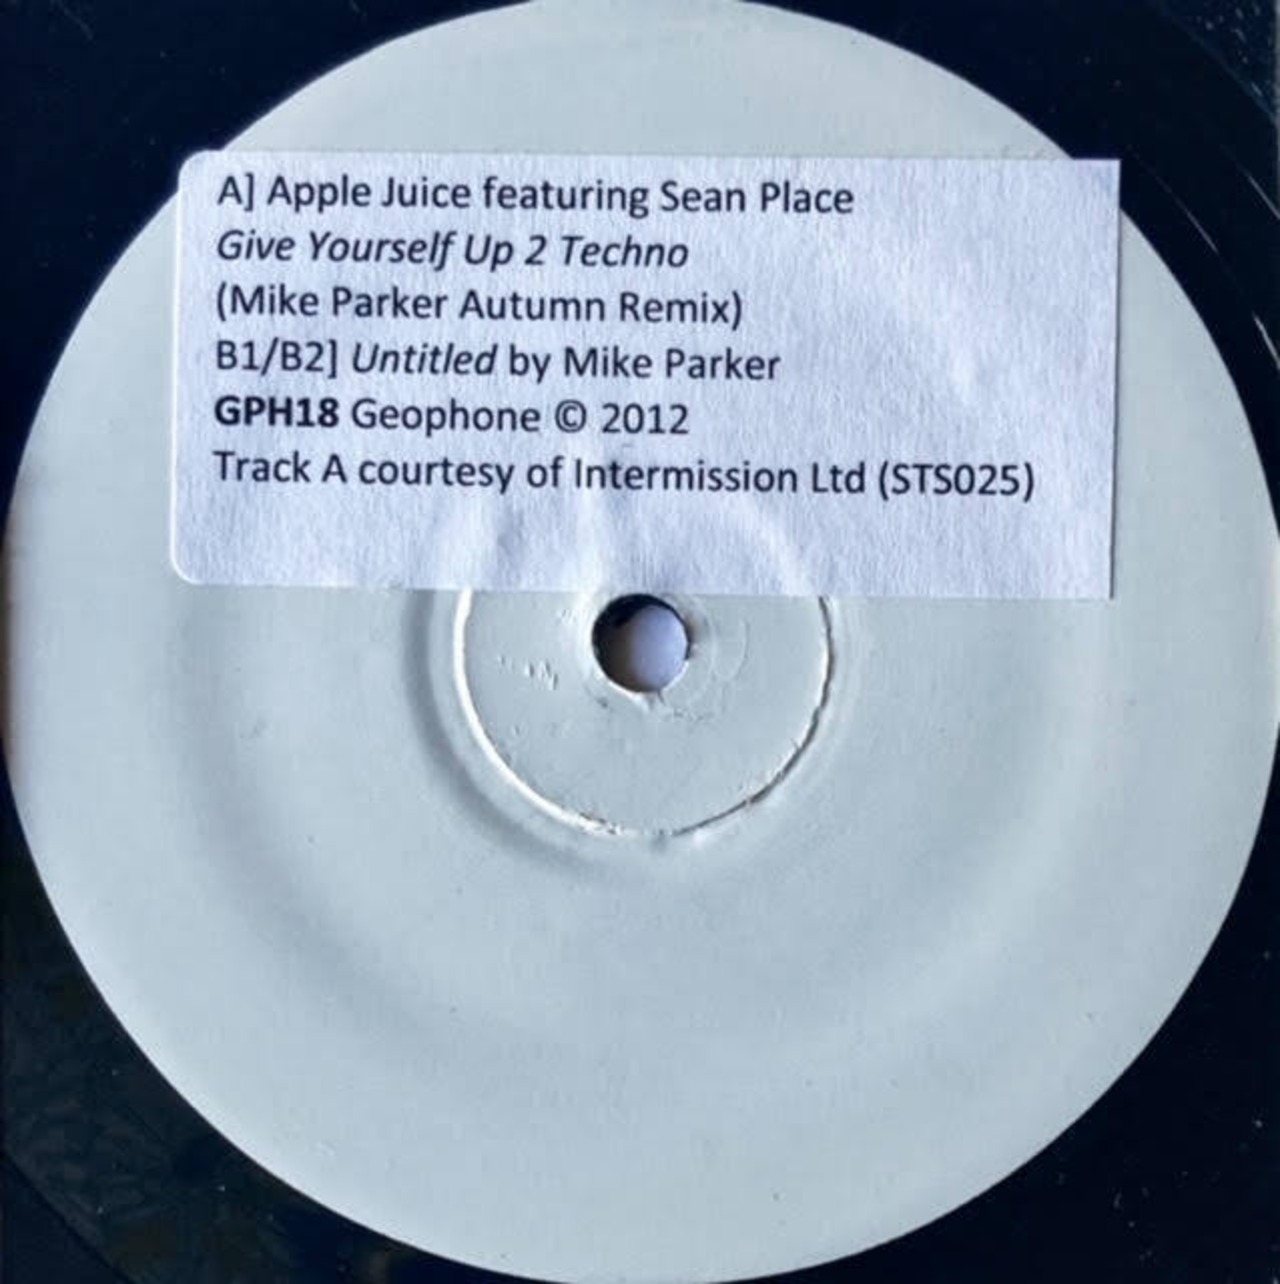 A] Apple Juice featuring Sean Place
Give Yourself Up 2 Techno
(Mike Parker Autumn Remix)
B1/B2] Untitled by Mike Parker
GPH18 Geophone © 2012
Track A courtesy of Intermission Ltd (STS025)